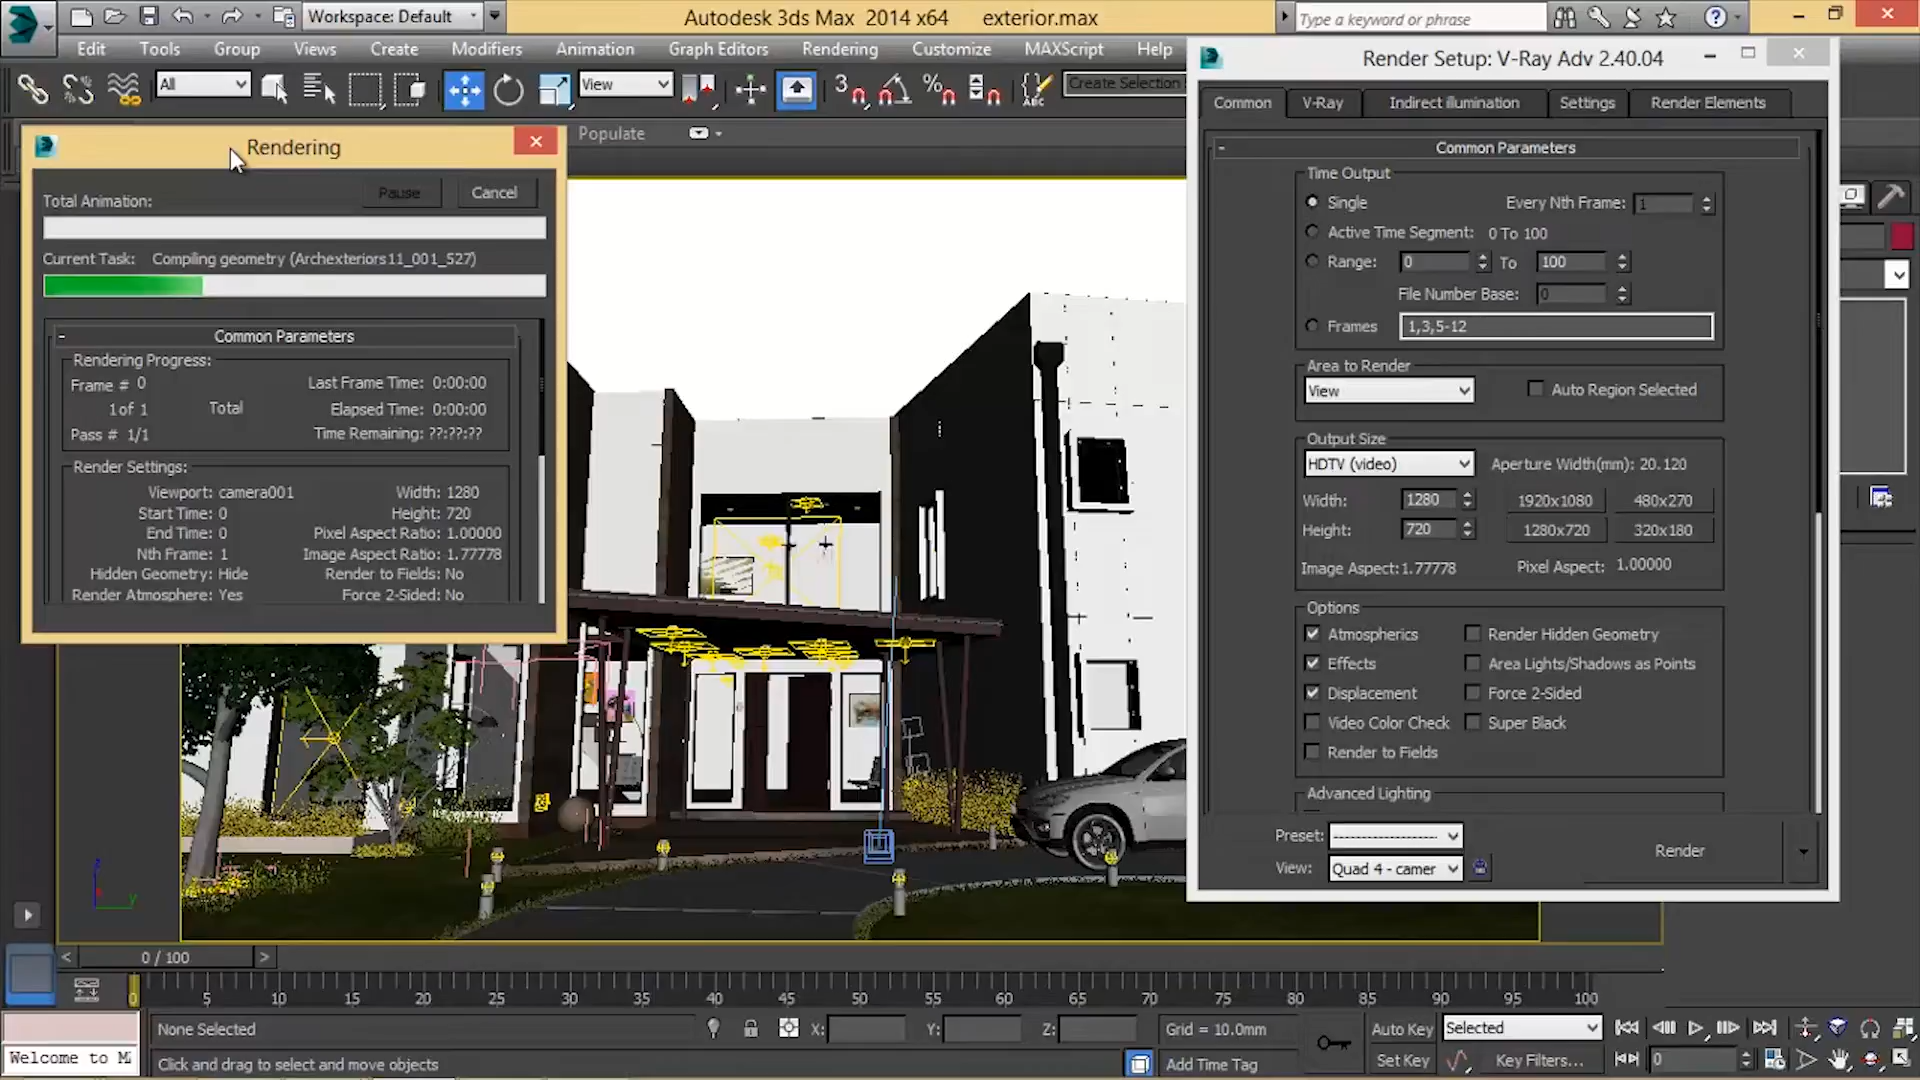 Workspace: Default
Autodesk 3ds Max 2014 x64 exterior.max
Type a keyword or phrase
Edit Tools Group Views Create Modifiers Animation Graph Editors Rendering Customize MAXScript Help
All
View
3
%
ABC
Create Selection
Populate
Rendering
Pause
Cancel
Total Animation:
Current Task: Compiling geometry (Archexteriors11_001_527)
- Common Parameters
Rendering Progress:
Frame # 0
Last Frame Time: 0:00:00
1 of 1 Total
Elapsed Time: 0:00:00
Pass # 1/1
Time Remaining: ??:??:??
Render Settings:
Viewport: camera001
Width: 1280
Start Time: 0
Height: 720
End Time: 0
Pixel Aspect Ratio: 1.00000
Nth Frame: 1
Image Aspect Ratio: 1.77778
Hidden Geometry: Hide
Render to Fields: No
Render Atmosphere: Yes
Force 2-Sided: No
Render Setup: V-Ray Adv 2.40.04
Common V-Ray Indirect illumination Settings Render Elements
- Common Parameters
Time Output
Single
Every Nth Frame: 1
Active Time Segment: 0 To 100
Range: 0 To 100
File Number Base: 0
Frames 1,3,5-12
Area to Render
View
Auto Region Selected
Output Size
HDTV (video)
Aperture Width(mm): 20.120
Width: 1280
1920x1080 480x270
Height: 720
1280x720 320x180
Image Aspect: 1.77778
Pixel Aspect: 1.00000
Options
Atmospherics
Render Hidden Geometry
Effects
Area Lights/Shadows as Points
Displacement
Force 2-Sided
Video Color Check
Super Black
Render to Fields
Advanced Lighting
Preset: --------------------
View: Quad 4 - camer
Render
z
y
< 0 / 100 >
0 5 10 15 20 25 30 35 40 45 50 55 60 65 70 75 80 85 90 95 100
None Selected
X: Y: Z:
Grid = 10.0mm
Auto Key
Selected
Welcome to M
Click and drag to select and move objects
Add Time Tag
Set Key
Key Filters...
0